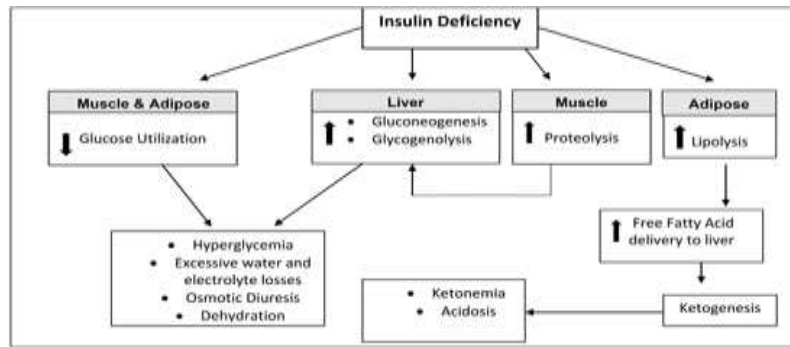 Insulin Deficiency
Muscle & Adipose
Glucose Utilization
Liver
• Gluconeogenesis
• Glycogenolysis
Muscle
Proteolysis
Adipose
Lipolysis
• Hyperglycemia
• Excessive water and
electrolyte losses
• Osmotic Diuresis
• Dehydration
Free Fatty Acid
delivery to liver
• Ketonemia
• Acidosis
Ketogenesis